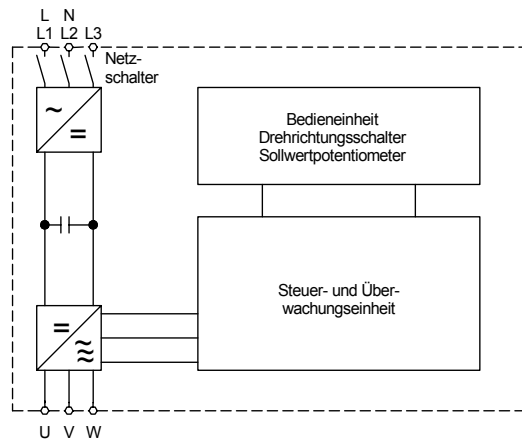 L N
L1 L2 L3
Netz-
schalter
~
=
Bedieneinheit
Drehrichtungsschalter
Sollwertpotentiometer
Steuer- und Über-
wachungseinheit
=
≈
U V W